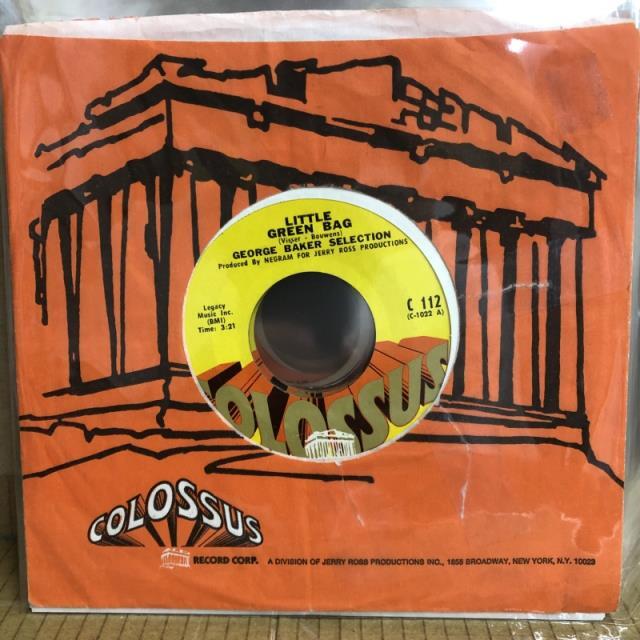 LITTLE
GREEN BAG
(Visser - Bouwens)
GEORGE BAKER SELECTION
Produced By NEGRAM FOR JERRY ROSS PRODUCTIONS
Legacy
Music Inc.
(BMI)
Time: 3:21
C 112
(C-1022 A)
COLOSSUS
COLOSSUS
RECORD CORP.
A DIVISION OF JERRY ROSS PRODUCTIONS INC., 1855 BROADWAY, NEW YORK, N.Y. 10023